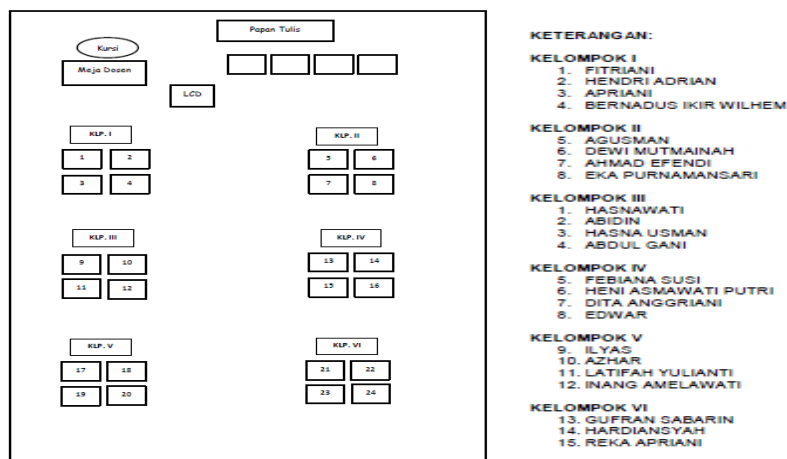 Papan Tulis
Kursi
Meja Dosen
LCD
KLP. I
1 2
3 4
KLP. II
5 6
7 8
KLP. III
9 10
11 12
KLP. IV
13 14
15 16
KLP. V
17 18
19 20
KLP. VI
21 22
23 24
KETERANGAN:
KELOMPOK I
1. FITRIANI
2. HENDRI ADRIAN
3. APRIANI
4. BERNADUS IKIR WILHEM
KELOMPOK II
5. AGUSMAN
6. DEWI MUTMAINAH
7. AHMAD EFENDI
8. EKA PURNAMANSARI
KELOMPOK III
1. HASNAWATI
2. ABIDIN
3. HASNA USMAN
4. ABDUL GANI
KELOMPOK IV
5. FEBIANA SUSI
6. HENI ASMAWATI PUTRI
7. DITA ANGGRIANI
8. EDWAR
KELOMPOK V
9. ILYAS
10. AZHAR
11. LATIFAH YULIANTI
12. INANG AMELAWATI
KELOMPOK VI
13. GUFRAN SABARIN
14. HARDIANSYAH
15. REKA APRIANI